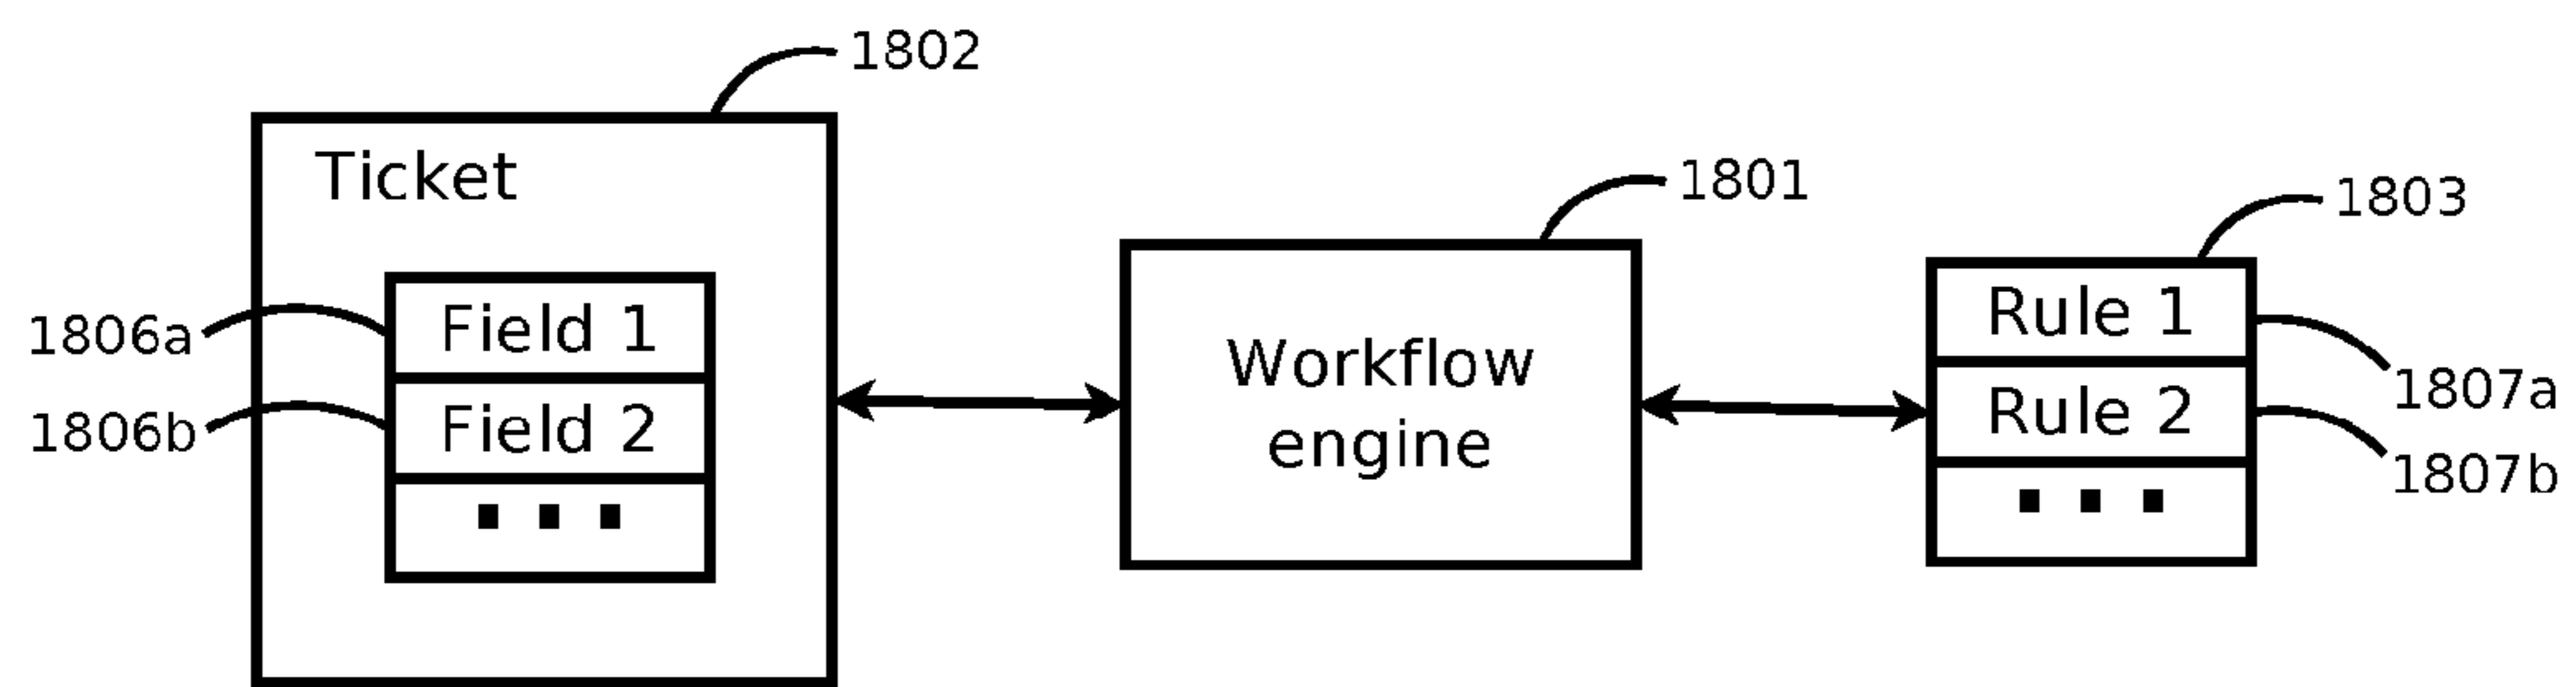 1802
Ticket
1801
1803
1806a
Field 1
Rule 1
1807a
1806b
Field 2
Workflow
engine
Rule 2
1807b
. . .
. . .